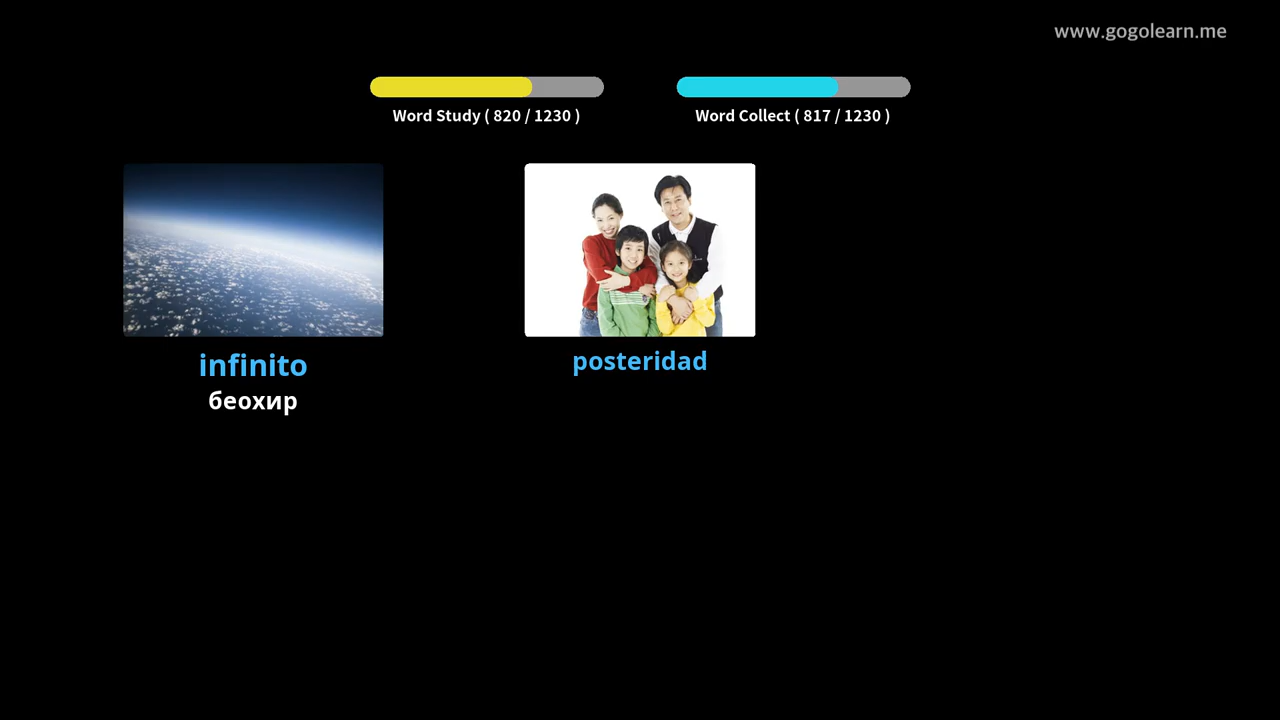 www.gogolearn.me
Word Study ( 820 / 1230 )
Word Collect ( 817 / 1230 )
infinito
беохир
posteridad